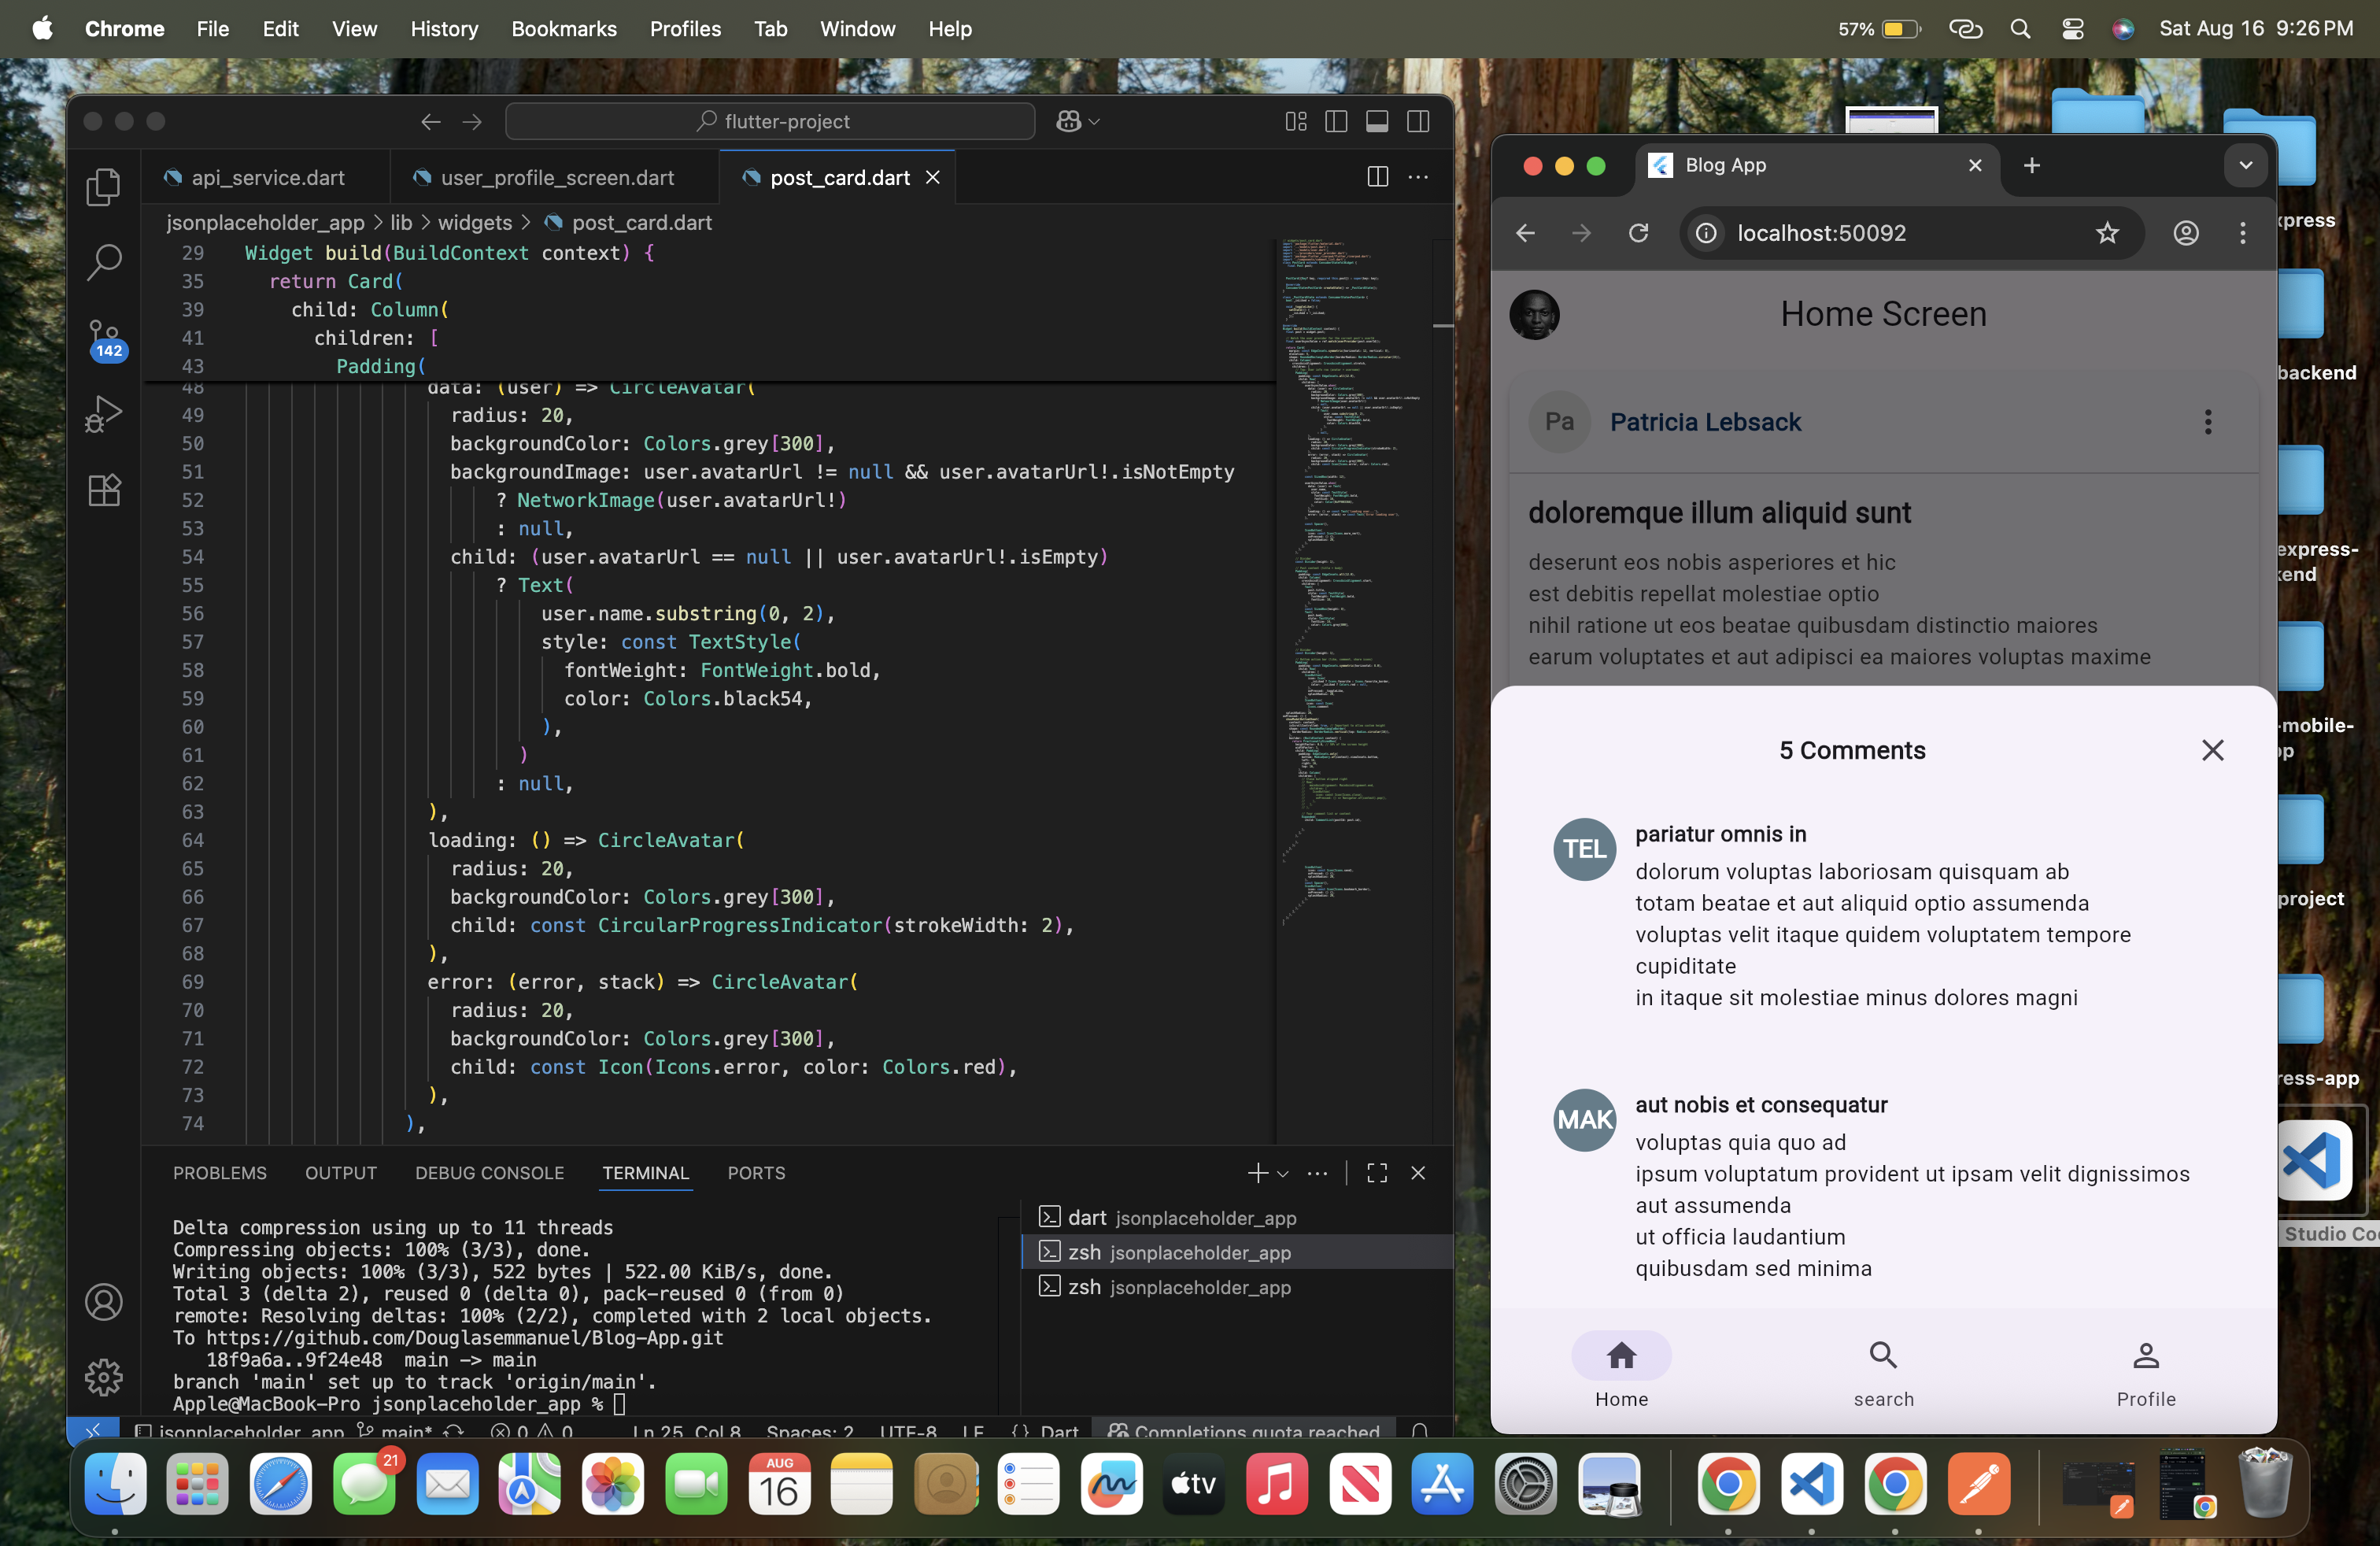 Chrome File Edit View History Bookmarks Profiles Tab Window Help
57% Sat Aug 16 9:26 PM
flutter-project
api_service.dart user_profile_screen.dart post_card.dart
jsonplaceholder_app > lib > widgets > post_card.dart
142
29 Widget build(BuildContext context) {
35 return Card(
39 child: Column(
41 children: [
43 Padding(
48 data: (user) => CircleAvatar(
49 radius: 20,
50 backgroundColor: Colors.grey[300],
51 backgroundImage: user.avatarUrl != null && user.avatarUrl!.isNotEmpty
52 ? NetworkImage(user.avatarUrl!)
53 : null,
54 child: (user.avatarUrl == null || user.avatarUrl!.isEmpty)
55 ? Text(
56 user.name.substring(0, 2),
57 style: const TextStyle(
58 fontWeight: FontWeight.bold,
59 color: Colors.black54,
60 ),
61 )
62 : null,
63 ),
64 loading: () => CircleAvatar(
65 radius: 20,
66 backgroundColor: Colors.grey[300],
67 child: const CircularProgressIndicator(strokeWidth: 2),
68 ),
69 error: (error, stack) => CircleAvatar(
70 radius: 20,
71 backgroundColor: Colors.grey[300],
72 child: const Icon(Icons.error, color: Colors.red),
73 ),
74 ),
PROBLEMS OUTPUT DEBUG CONSOLE TERMINAL PORTS
Delta compression using up to 11 threads
Compressing objects: 100% (3/3), done.
Writing objects: 100% (3/3), 522 bytes | 522.00 KiB/s, done.
Total 3 (delta 2), reused 0 (delta 0), pack-reused 0 (from 0)
remote: Resolving deltas: 100% (2/2), completed with 2 local objects.
To https://github.com/Douglasemmanuel/Blog-App.git
18f9a6a..9f24e48 main -> main
branch 'main' set up to track 'origin/main'.
Apple@MacBook-Pro jsonplaceholder_app %
dart jsonplaceholder_app
zsh jsonplaceholder_app
zsh jsonplaceholder_app
jsonplaceholder_app main* 0 0 Ln 25, Col 8 Spaces: 2 UTF-8 LF {} Dart Completions quota reached
Blog App
localhost:50092
Home Screen
Pa Patricia Lebsack
doloremque illum aliquid sunt
deserunt eos nobis asperiores et hic
est debitis repellat molestiae optio
nihil ratione ut eos beatae quibusdam distinctio maiores
earum voluptates et aut adipisci ea maiores voluptas maxime
5 Comments
TEL pariatur omnis in
dolorum voluptas laboriosam quisquam ab
totam beatae et aut aliquid optio assumenda
voluptas velit itaque quidem voluptatem tempore
cupiditate
in itaque sit molestiae minus dolores magni
MAK aut nobis et consequatur
voluptas quia quo ad
ipsum voluptatum provident ut ipsam velit dignissimos
aut assumenda
ut officia laudantium
quibusdam sed minima
Home search Profile
xpress
backend
express-
kend
-mobile-
pp
project
ress-app
Studio Co
21
AUG
16
tv